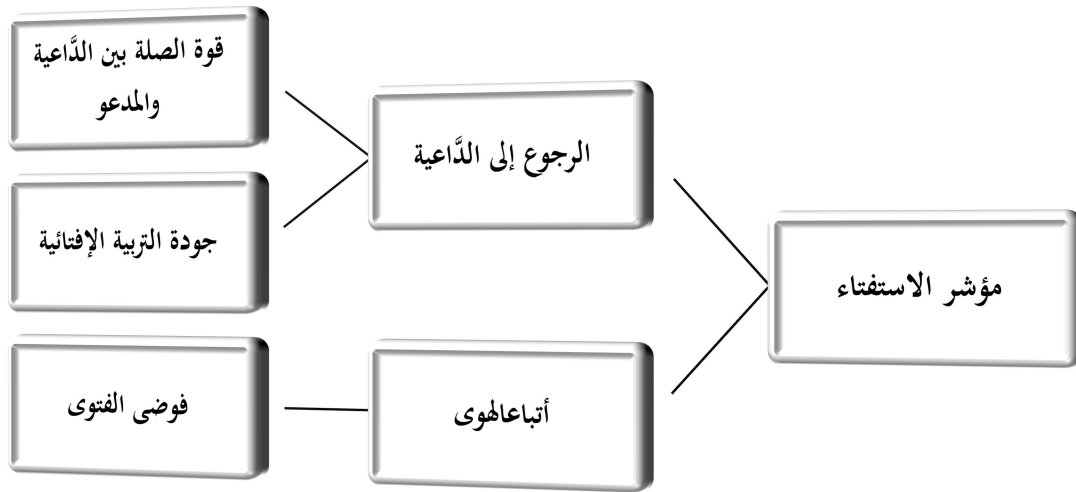 مؤشر الاستفتاء
الرجوع إلى الدَّاعية
قوة الصلة بين الدَّاعية
والمدعو
جودة التربية الإفتائية
أتباعالهوى
فوضى الفتوى